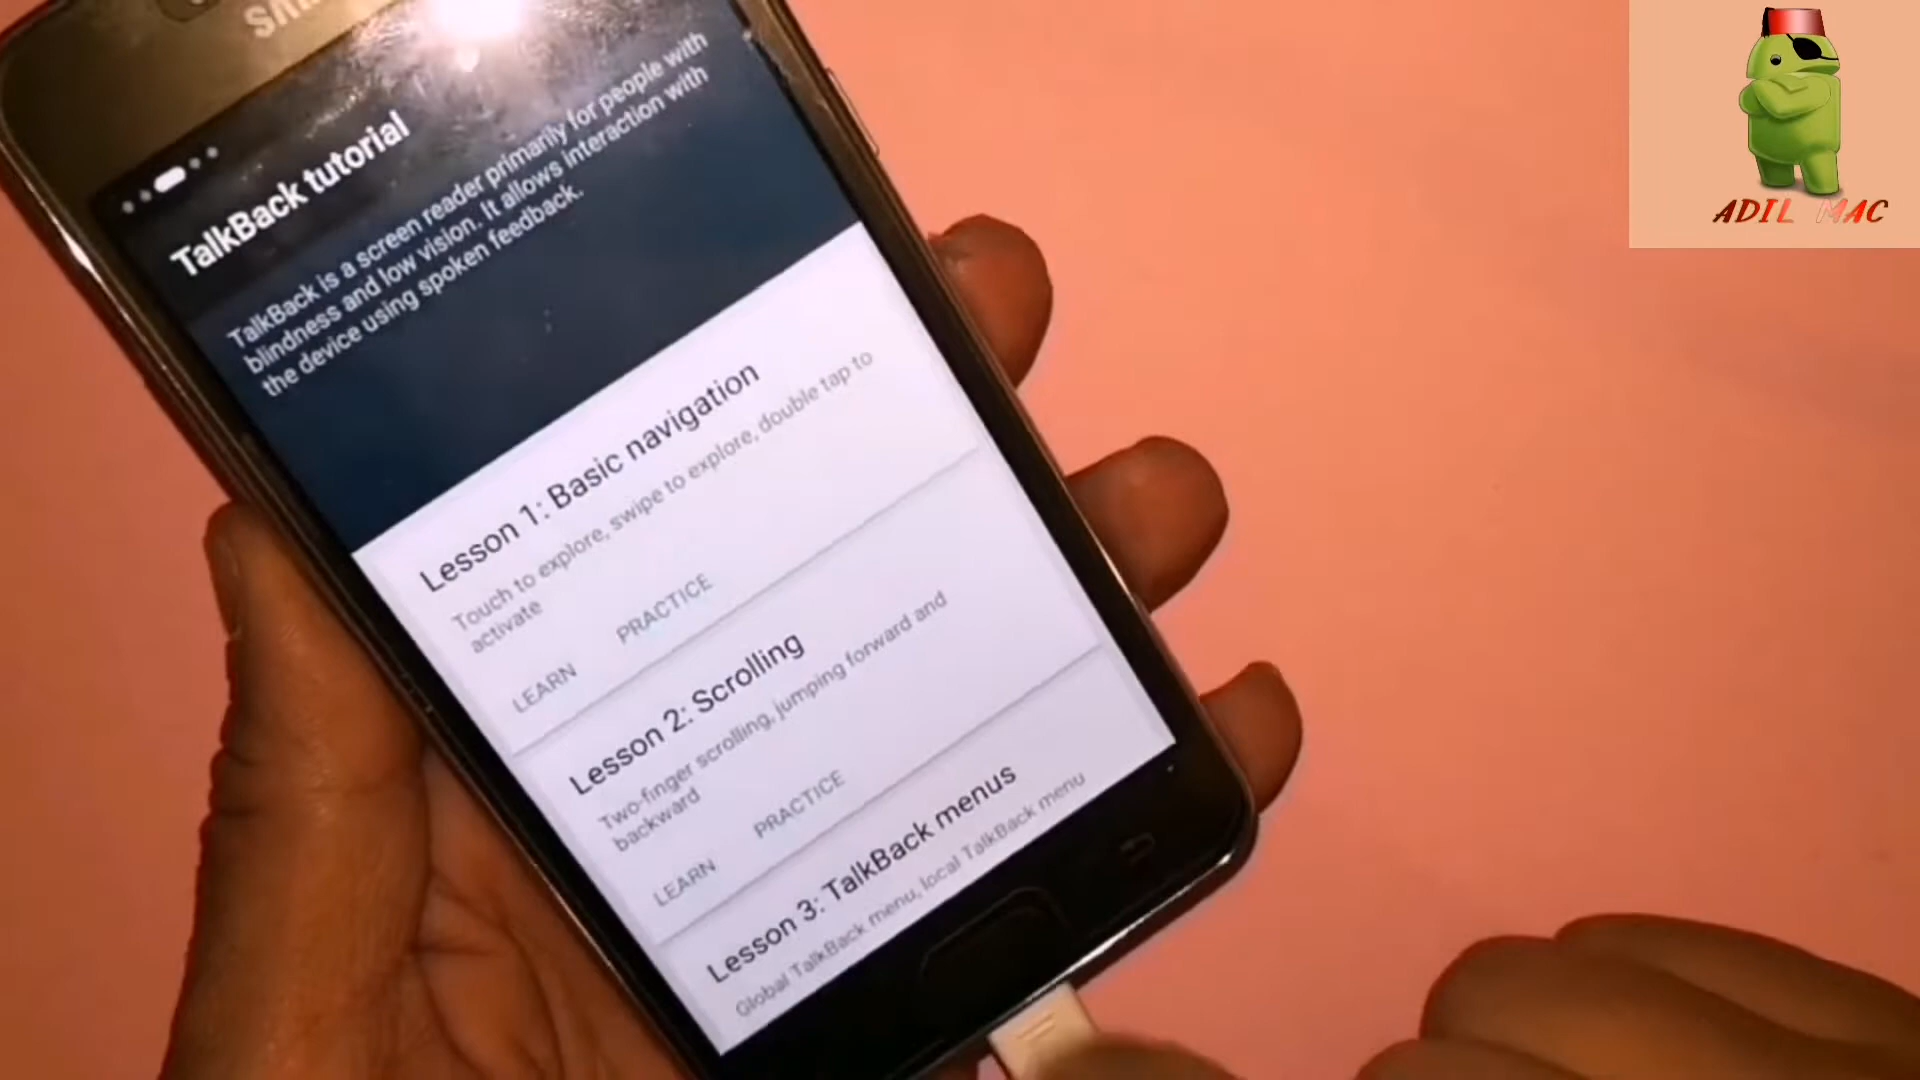 TalkBack tutorial
TalkBack is a screen reader primarily for people with
blindness and low vision. It allows interaction with
the device using spoken feedback.
Lesson 1: Basic navigation
Touch to explore, swipe to explore, double tap to
activate
LEARN PRACTICE
Lesson 2: Scrolling
Two-finger scrolling, jumping forward and
backward
LEARN PRACTICE
Lesson 3: TalkBack menus
Global TalkBack menu, local TalkBack menu
ADIL MAC